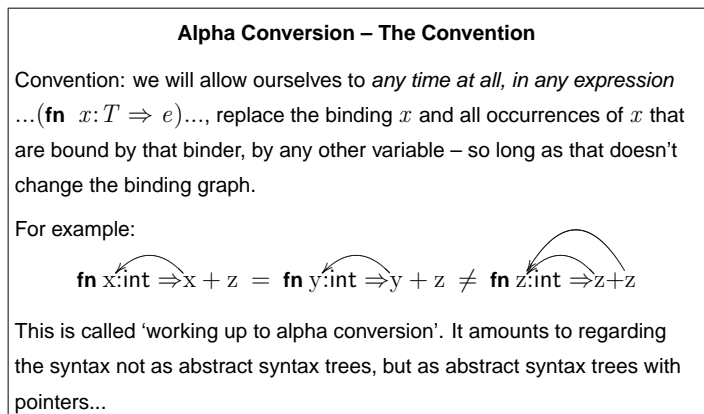 Alpha Conversion – The Convention
Convention: we will allow ourselves to any time at all, in any expression
...(fn x:T ⇒ e)..., replace the binding x and all occurrences of x that
are bound by that binder, by any other variable – so long as that doesn't
change the binding graph.
For example:
fn x:int ⇒x + z = fn y:int ⇒y + z ≠ fn z:int ⇒z+z
This is called ‘working up to alpha conversion’. It amounts to regarding
the syntax not as abstract syntax trees, but as abstract syntax trees with
pointers...